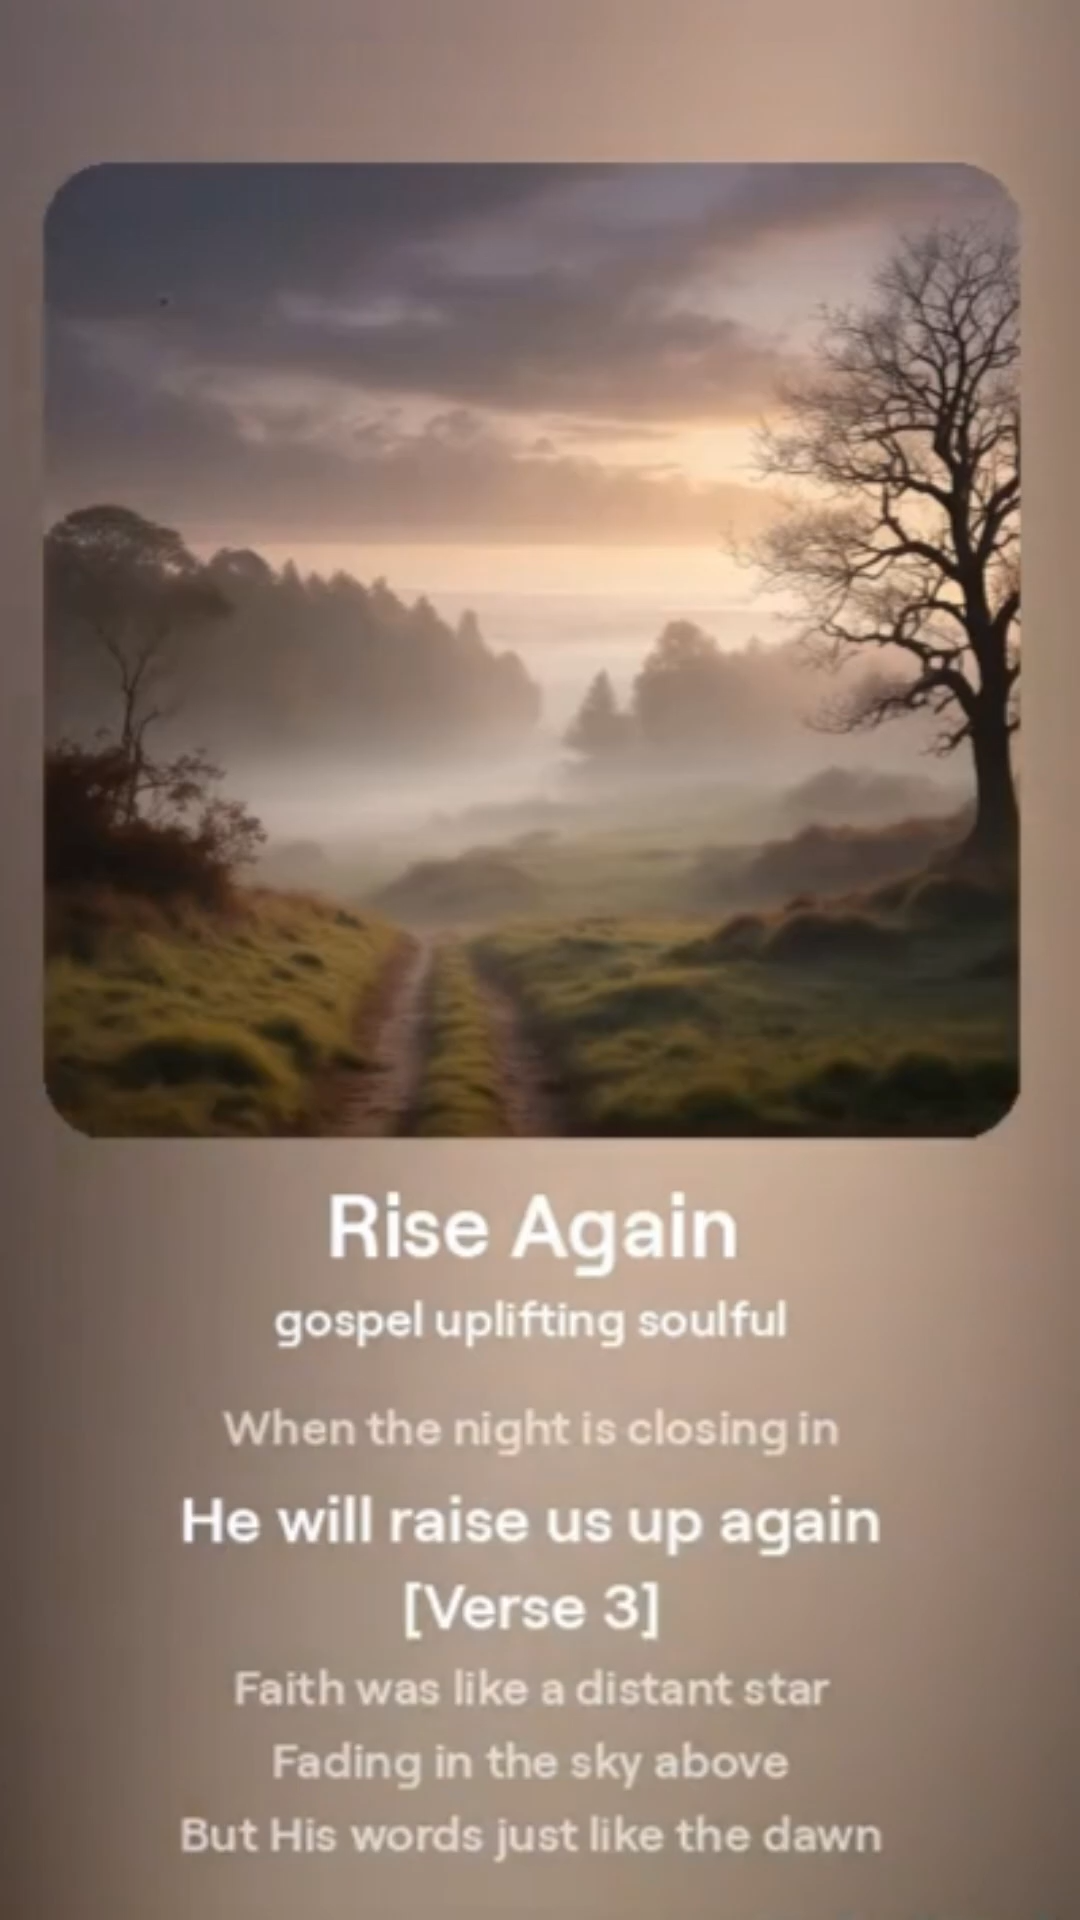 Rise Again
gospel uplifting soulful
When the night is closing in
He will raise us up again
[Verse 3]
Faith was like a distant star
Fading in the sky above
But His words just like the dawn